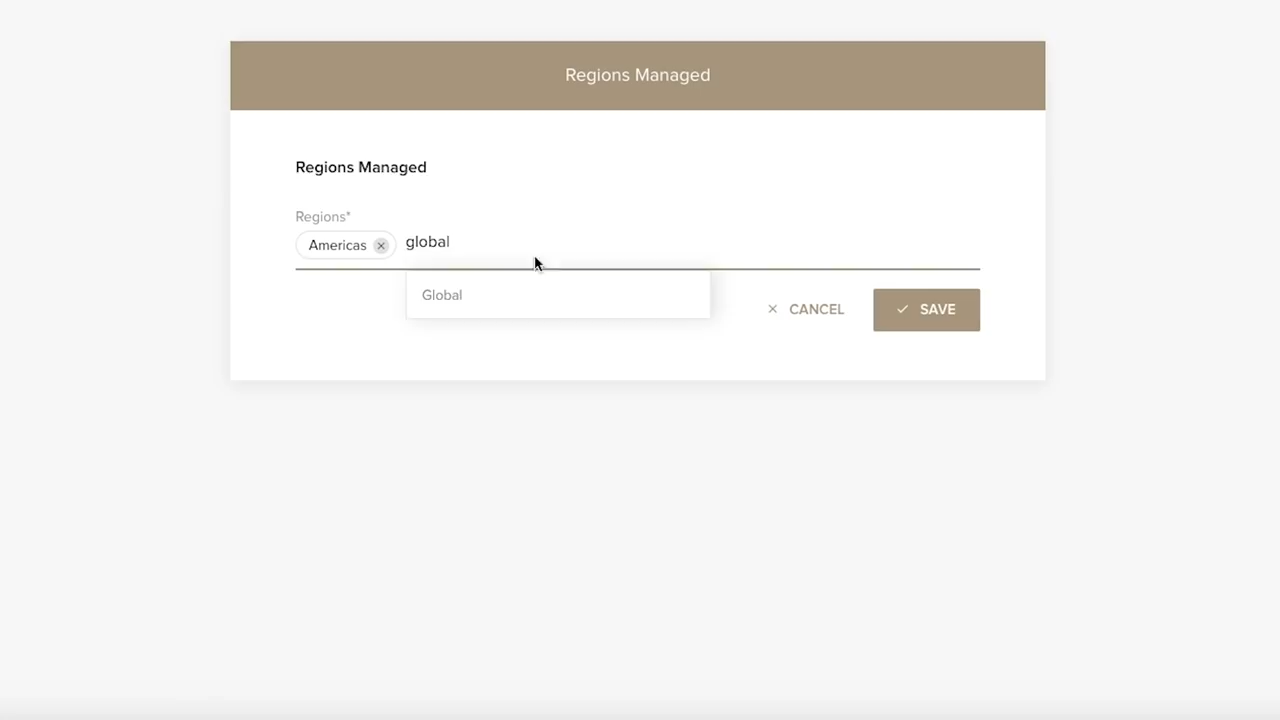 Regions Managed
Regions Managed
Regions*
Americas global
Global
CANCEL SAVE